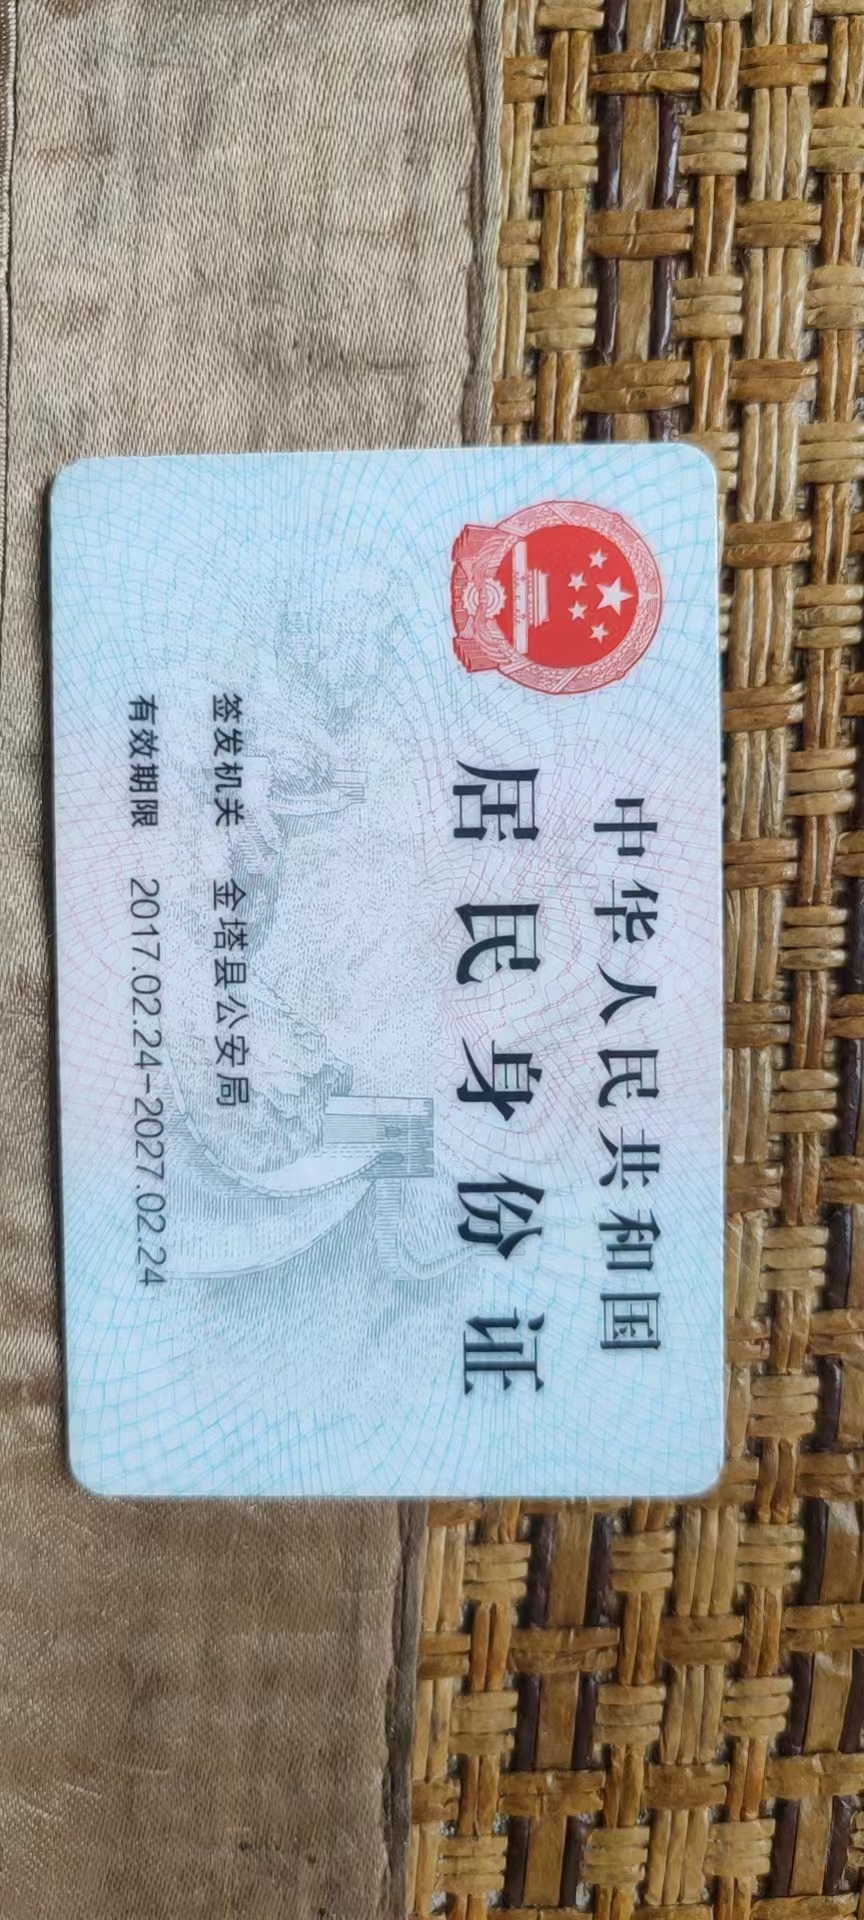 中华人民共和国
居民身份证
签发机关 金塔县公安局
有效期限 2017.02.24-2027.02.24